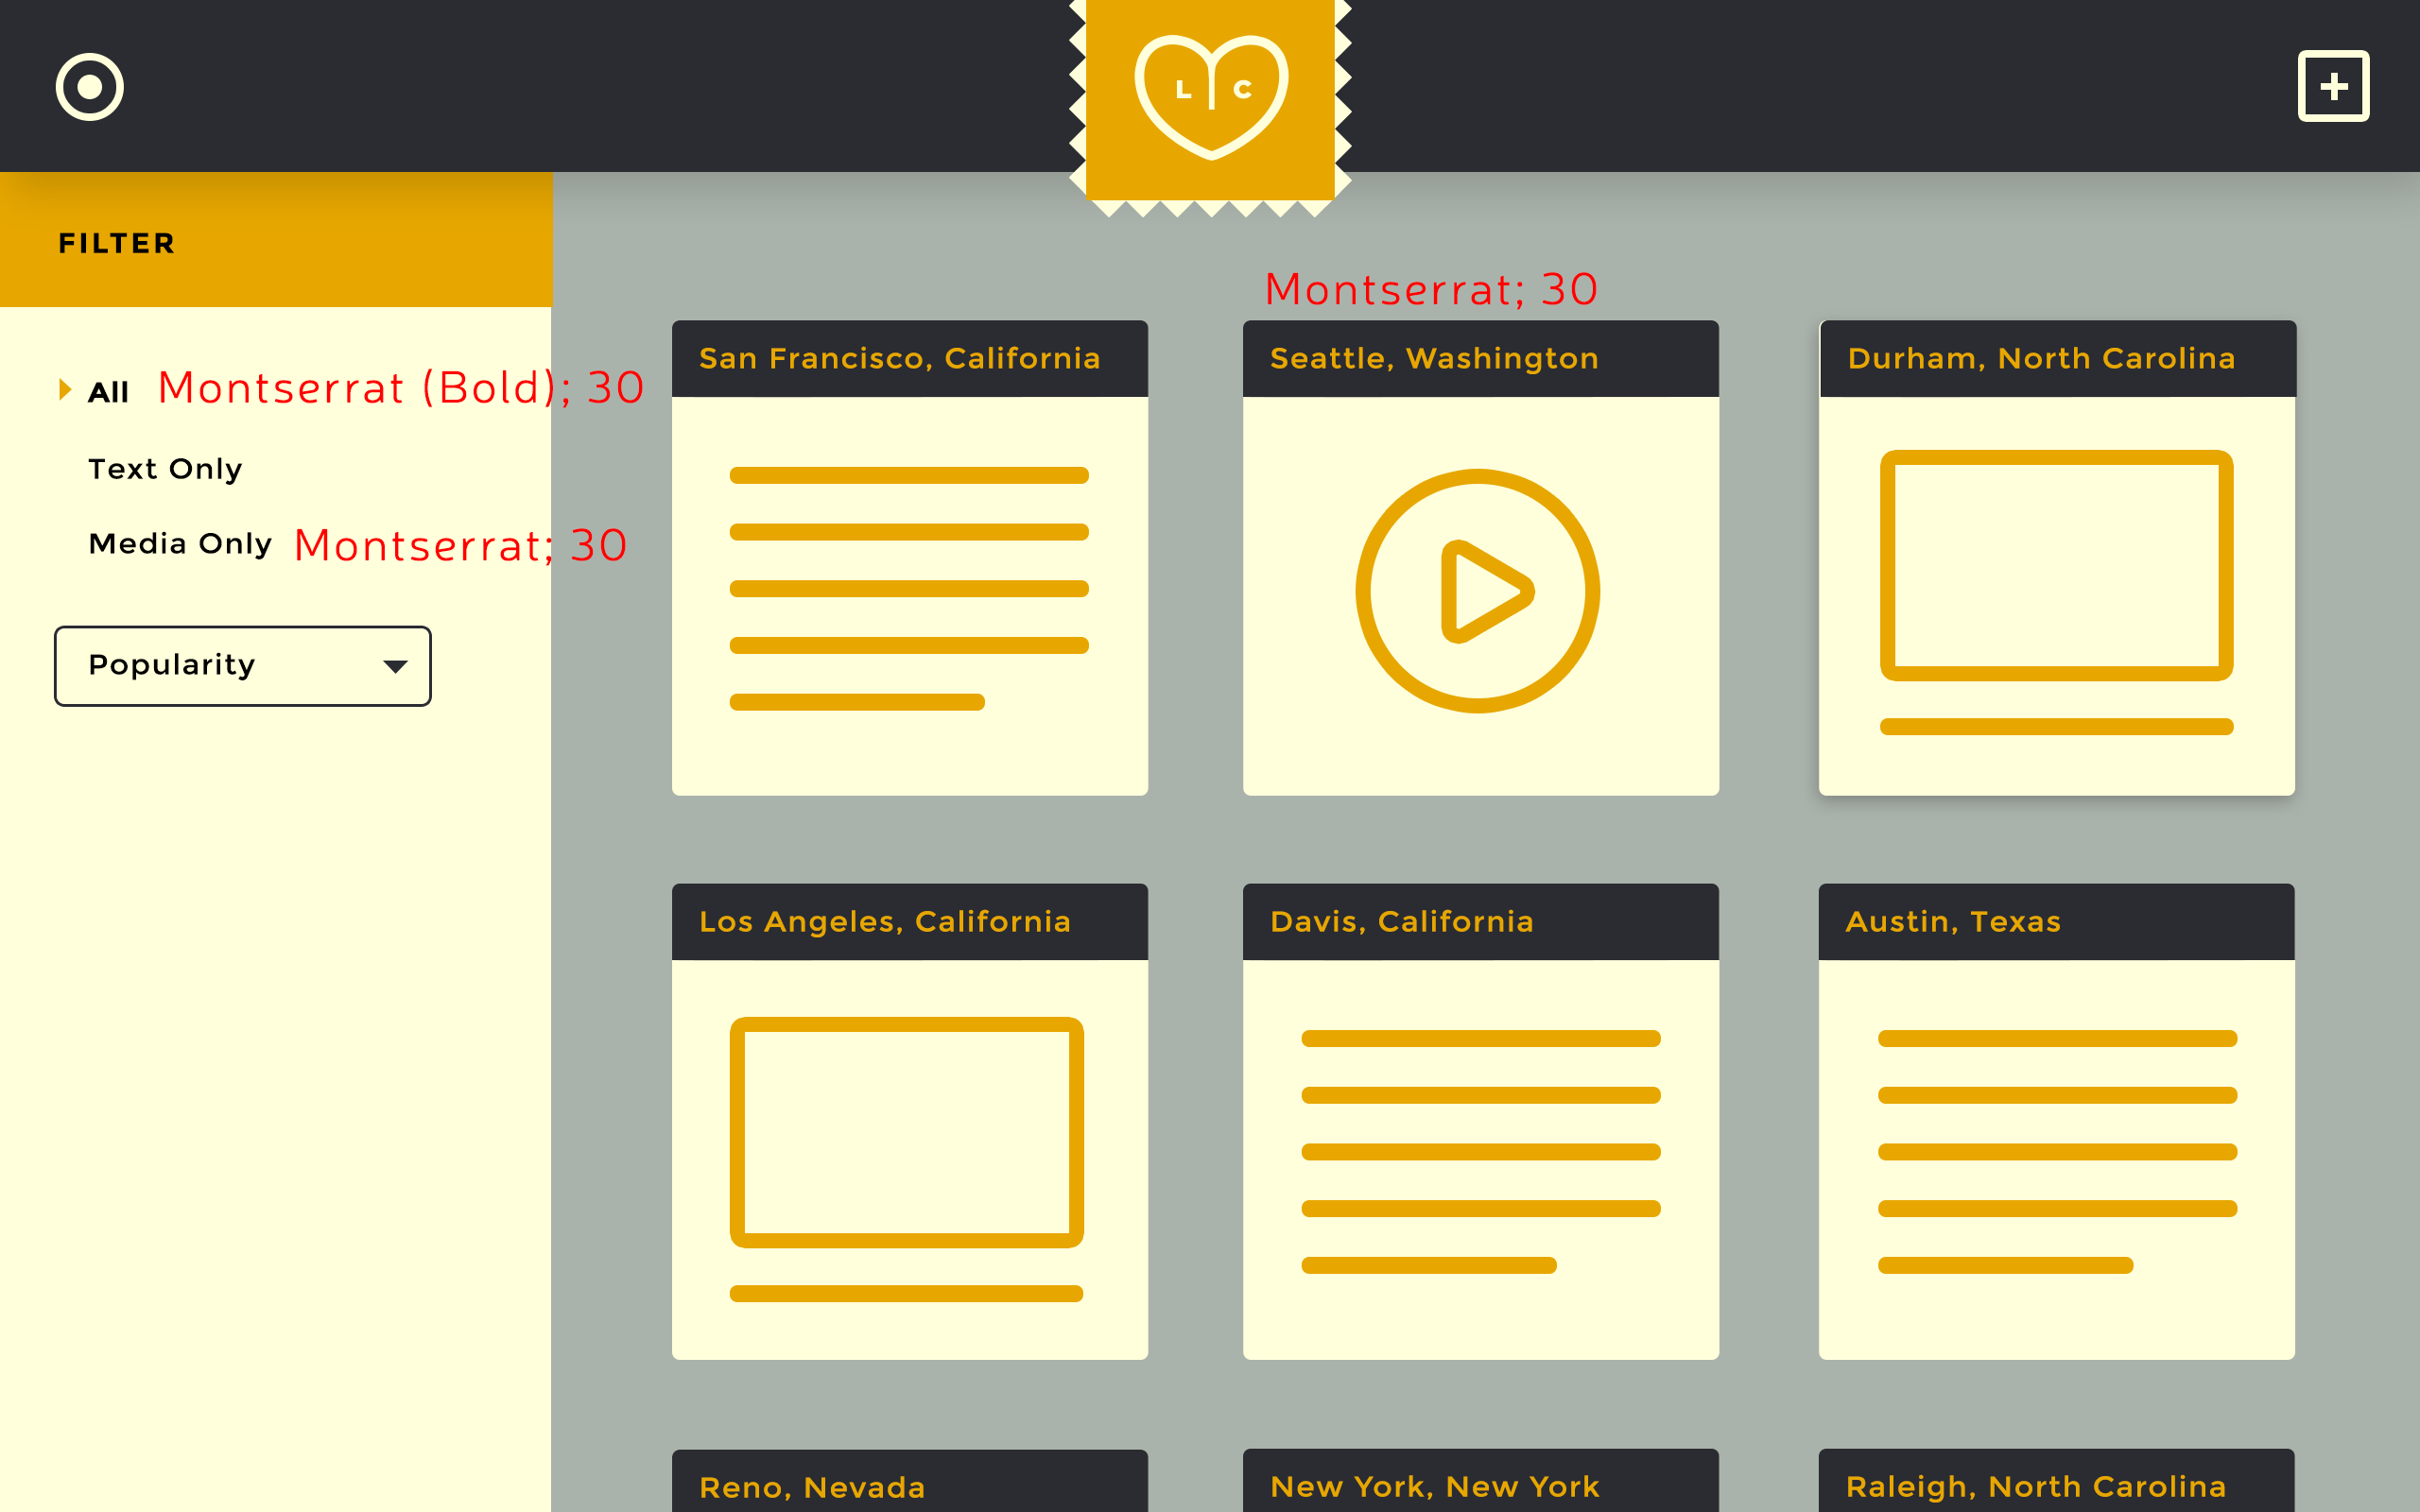 L C
FILTER
All Montserrat (Bold); 30
Text Only
Media Only Montserrat; 30
Popularity
Montserrat; 30
San Francisco, California
Seattle, Washington
Durham, North Carolina
Los Angeles, California
Davis, California
Austin, Texas
Reno, Nevada
New York, New York
Raleigh, North Carolina